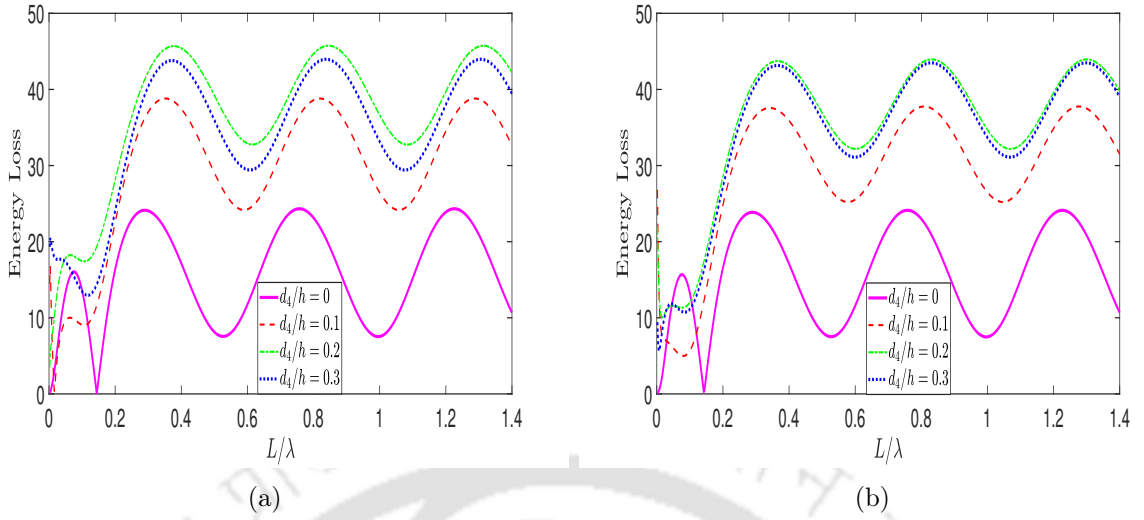 50
40
30
20
10
0
Energy Loss
0 0.2 0.4 0.6 0.8 1 1.2 1.4
L/λ
d₄/h = 0
d₄/h = 0.1
d₄/h = 0.2
d₄/h = 0.3
(a)
50
40
30
20
10
0
Energy Loss
0 0.2 0.4 0.6 0.8 1 1.2 1.4
L/λ
d₄/h = 0
d₄/h = 0.1
d₄/h = 0.2
d₄/h = 0.3
(b)